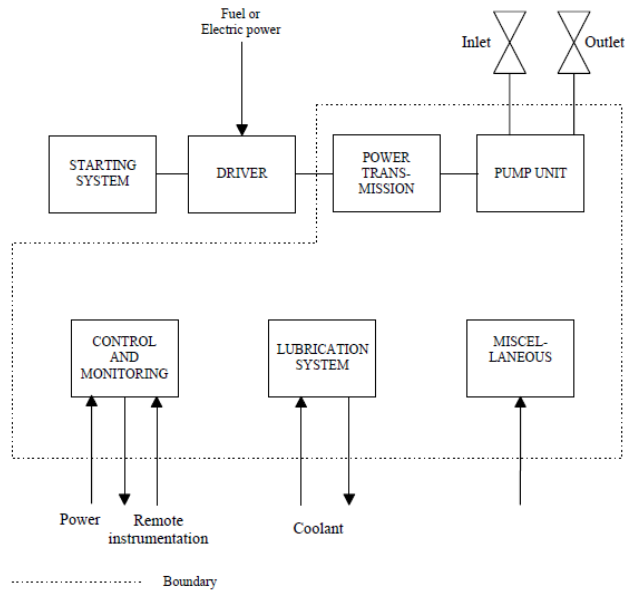 Fuel or
Electric power
Inlet
Outlet
STARTING
SYSTEM
DRIVER
POWER
TRANS-
MISSION
PUMP UNIT
CONTROL
AND
MONITORING
LUBRICATION
SYSTEM
MISCEL-
LANEOUS
Power
Remote
instrumentation
Coolant
Boundary